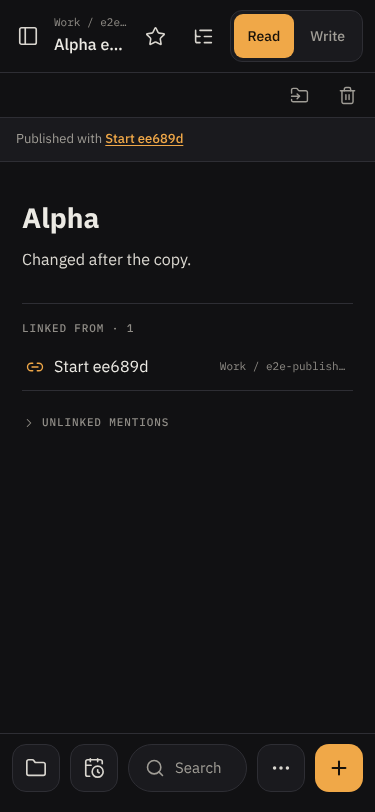 Work / e2e…
Alpha e…
Read
Write
Published with Start ee689d
Alpha
Changed after the copy.
LINKED FROM · 1
Start ee689d
Work / e2e-publish…
UNLINKED MENTIONS
Search